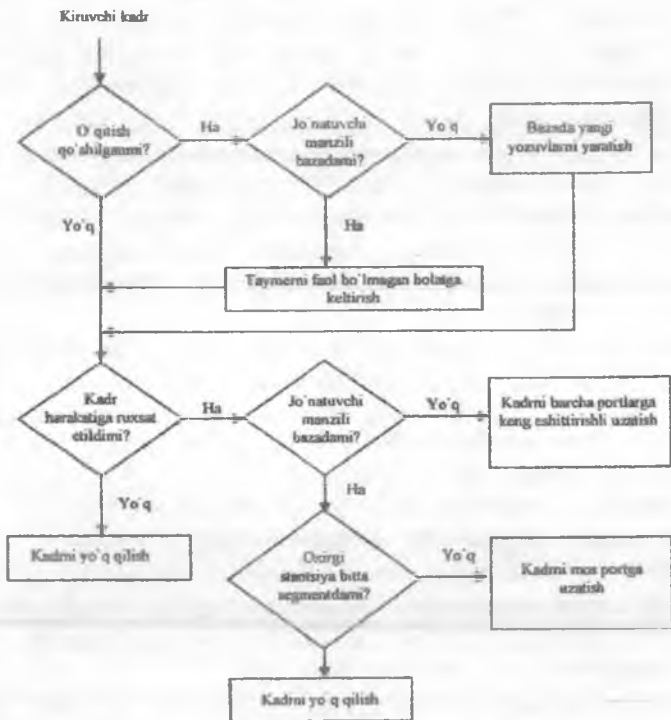 Kiruvchi kadr
O`qitish
qo`shilganmi?
Ha
Jo`natuvchi
manzili
bazadami?
Yo`q
Bazada yangi
yozuvlarni yaratish
Yo`q
Ha
Taymerni faol bo`lmagan holatga
keltirish
Kadr
harakatiga ruxsat
etildimi?
Ha
Jo`natuvchi
manzili
bazadami?
Yo`q
Kadrni barcha portlarga
keng eshittirishli uzatish
Yo`q
Ha
Kadrni yo`q qilish
Oxirgi
stantsiya bitta
segmentdami?
Yo`q
Kadrni mos portga
uzatish
Kadrni yo`q qilish